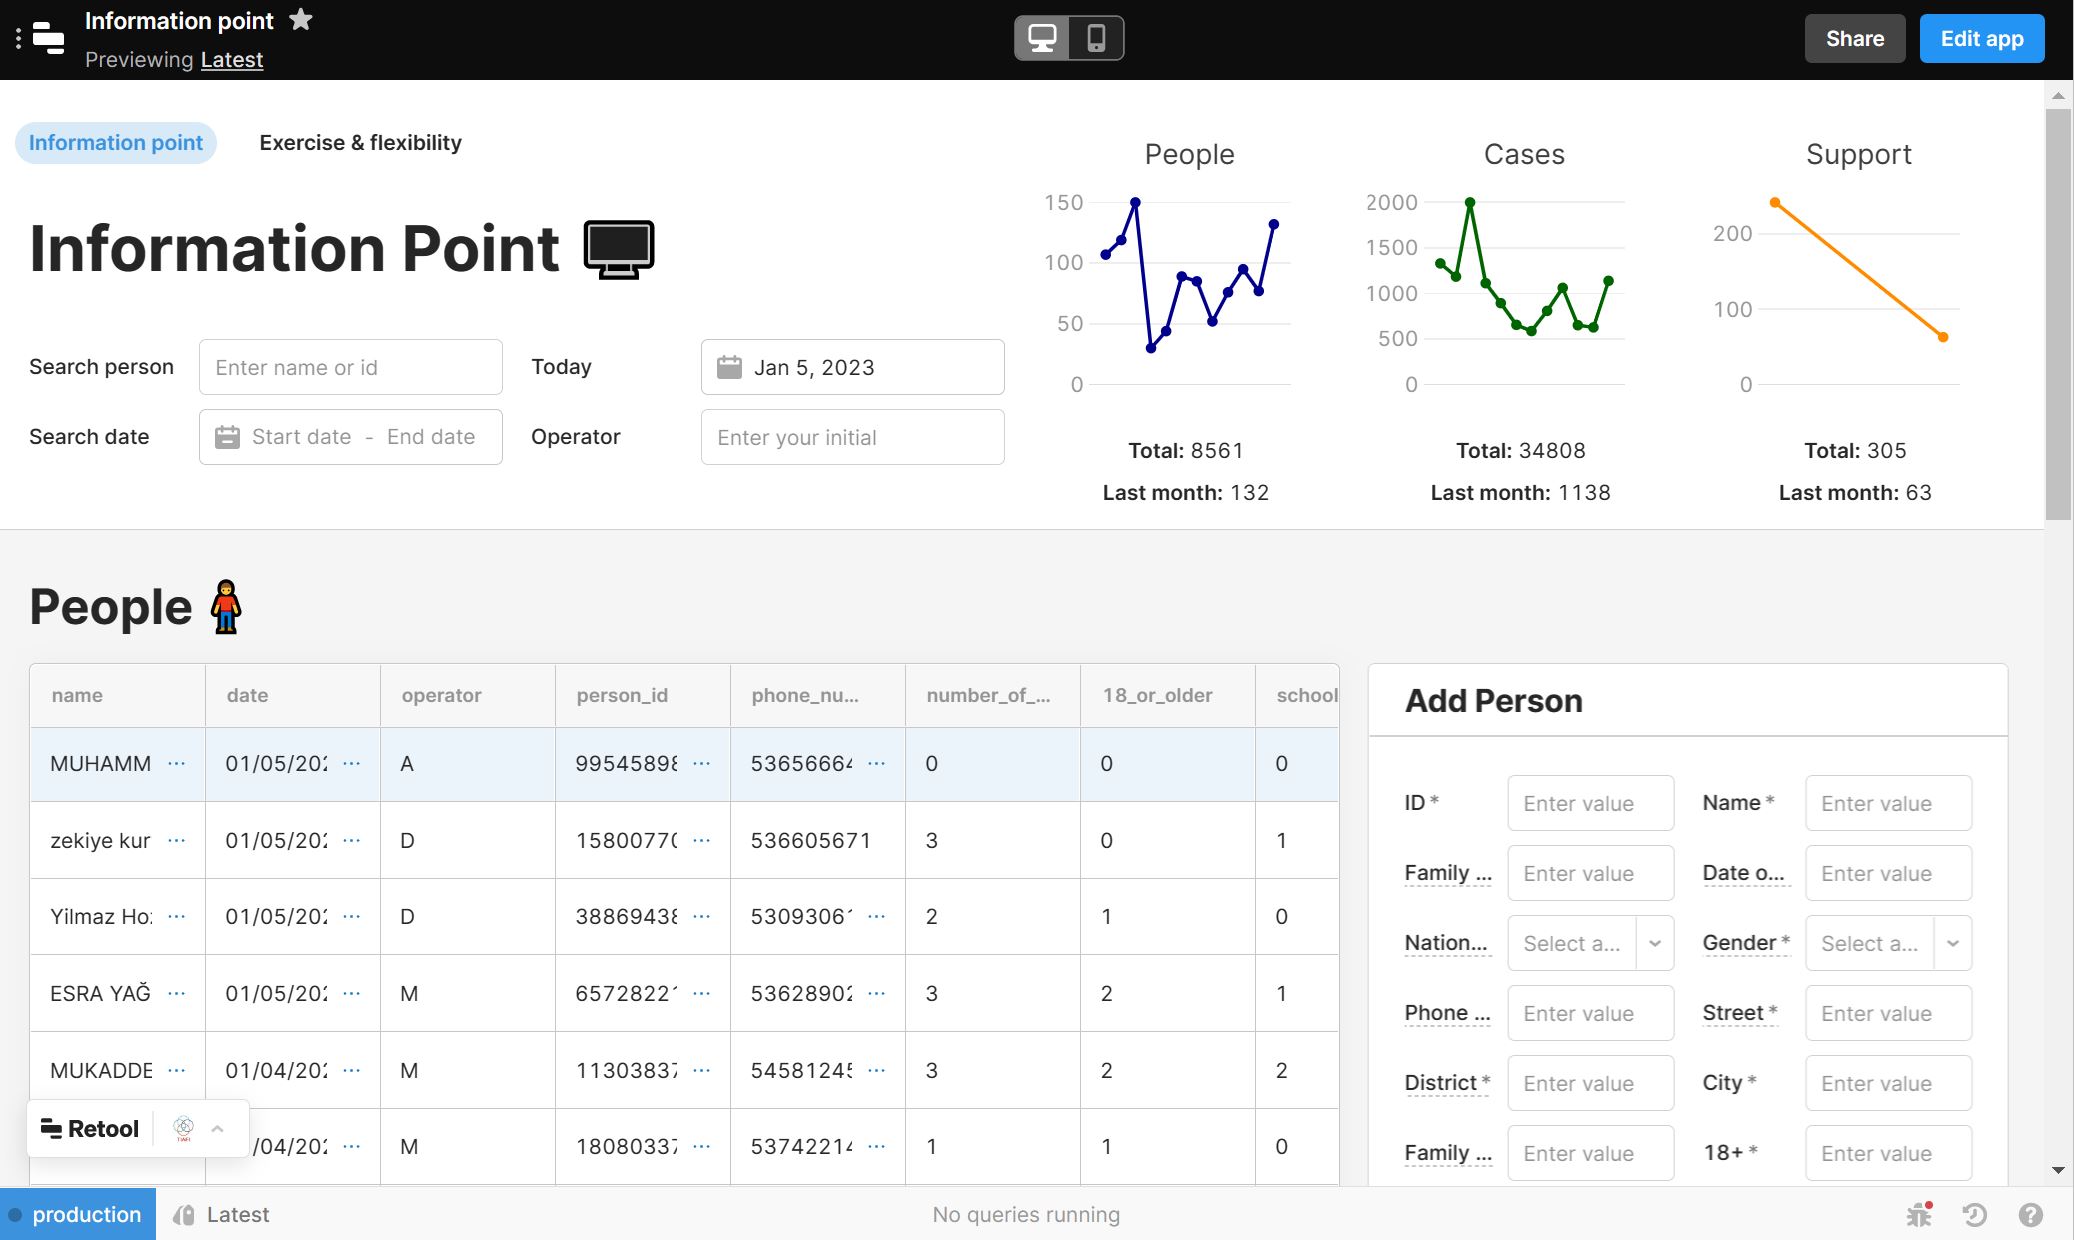 Information point
Previewing Latest
Share
Edit app
Information point
Exercise & flexibility
Information Point
Search person
Enter name or id
Today
Jan 5, 2023
Search date
Start date - End date
Operator
Enter your initial
People
150
100
50
0
Total: 8561
Last month: 132
Cases
2000
1500
1000
500
0
Total: 34808
Last month: 1138
Support
200
100
0
Total: 305
Last month: 63
People
name date operator person_id phone_nu... number_of_... 18_or_older school
MUHAMM ... 01/05/202 ... A 99545898 ... 53656664 ... 0 0 0
zekiye kur ... 01/05/202 ... D 15800770 ... 536605671 3 0 1
Yilmaz Ho ... 01/05/202 ... D 38869438 ... 5309306 ... 2 1 0
ESRA YAĞ ... 01/05/202 ... M 6572822 ... 53628902 ... 3 2 1
MUKADDE ... 01/04/202 ... M 11303837 ... 54581245 ... 3 2 2
/04/202 ... M 18080337 ... 53742214 ... 1 1 0
Add Person
ID * Enter value Name * Enter value
Family ... Enter value Date o... Enter value
Nation... Select a... Gender * Select a...
Phone ... Enter value Street * Enter value
District * Enter value City * Enter value
Family ... Enter value 18+ * Enter value
Retool
production
Latest
No queries running